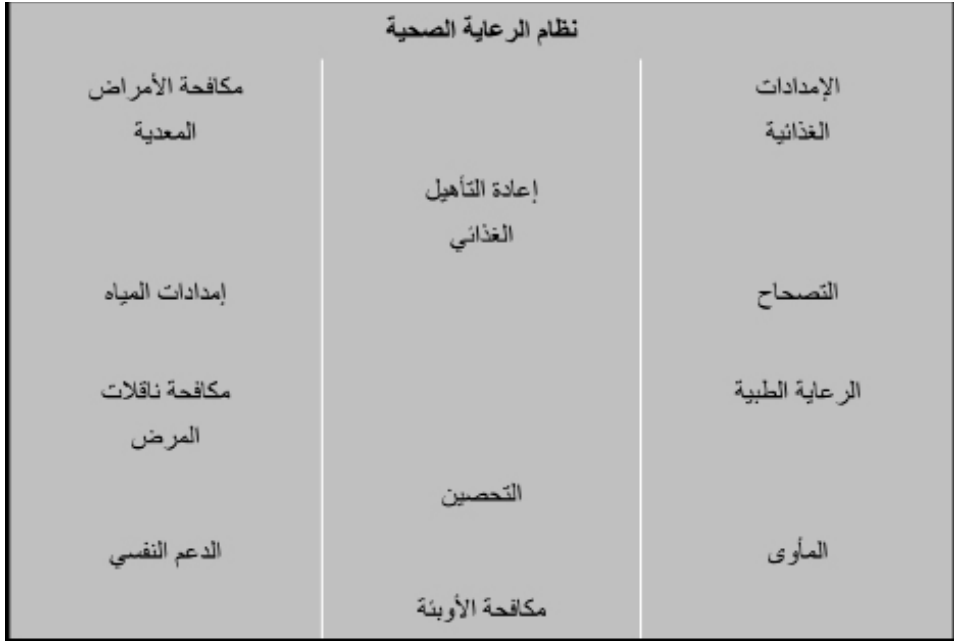 نظام الرعاية الصحية
الإمدادات
الغذائية
مكافحة الأمراض
المعدية
إعادة التأهيل
الغذائي
التصحاح
إمدادات المياه
الرعاية الطبية
مكافحة ناقلات
المرض
التحصين
المأوى
الدعم النفسي
مكافحة الأوبئة